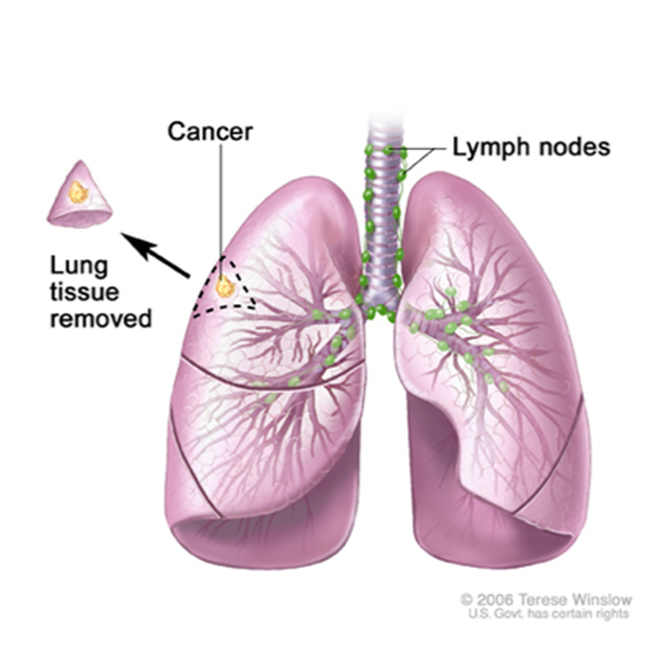 Cancer
Lymph nodes
Lung
tissue
removed
© 2006 Terese Winslow
U.S. Govt. has certain rights